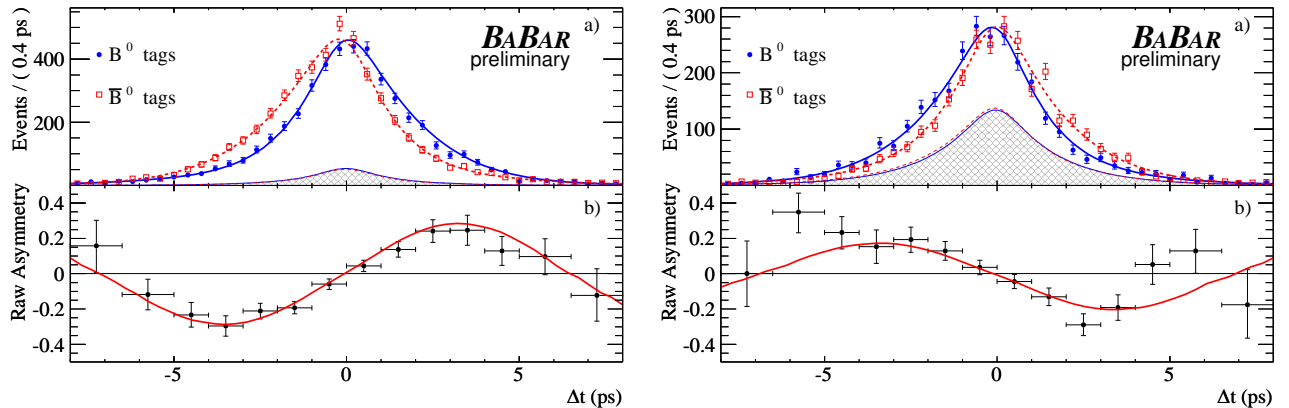 Events / ( 0.4 ps )
400
200
a)
BABAR
preliminary
B⁰ tags
B̅⁰ tags
Raw Asymmetry
0.4
0.2
0
-0.2
-0.4
b)
-5 0 5
Δt (ps)
Events / ( 0.4 ps )
300
200
100
a)
BABAR
preliminary
B⁰ tags
B̅⁰ tags
Raw Asymmetry
0.4
0.2
0
-0.2
-0.4
b)
-5 0 5
Δt (ps)